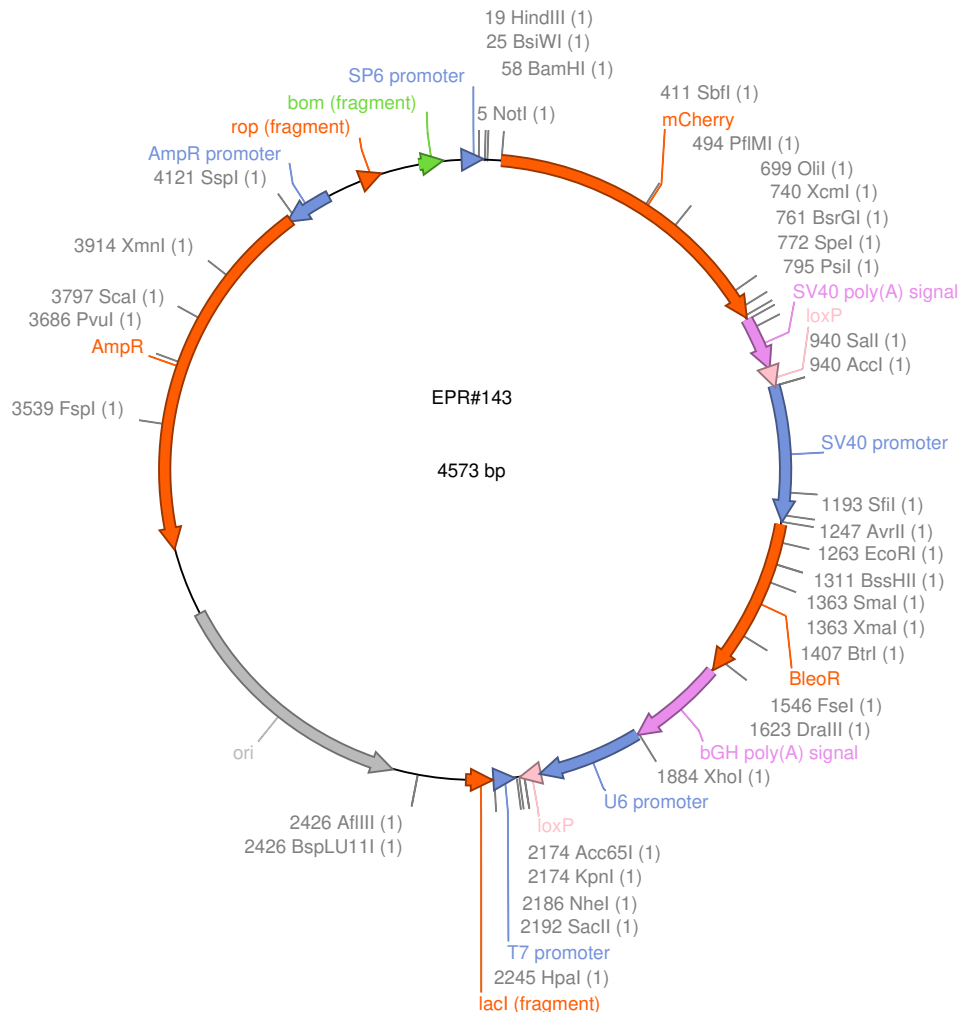 19 HindIII (1)
25 BsiWI (1)
58 BamHI (1)
SP6 promoter
bom (fragment)
5 NotI (1)
411 SbfI (1)
mCherry
rop (fragment)
494 PflMI (1)
AmpR promoter
699 OliI (1)
4121 SspI (1)
740 XcmI (1)
761 BsrGI (1)
3914 XmnI (1)
772 SpeI (1)
795 PsiI (1)
3797 ScaI (1)
SV40 poly(A) signal
3686 PvuI (1)
loxP
AmpR
940 SalI (1)
940 AccI (1)
EPR#143
3539 FspI (1)
SV40 promoter
4573 bp
1193 SfiI (1)
1247 AvrII (1)
1263 EcoRI (1)
1311 BssHII (1)
1363 SmaI (1)
1363 XmaI (1)
1407 BtrI (1)
BleoR
1546 FseI (1)
1623 DraIII (1)
ori
bGH poly(A) signal
1884 XhoI (1)
U6 promoter
loxP
2426 AflIII (1)
2426 BspLU11I (1)
2174 Acc65I (1)
2174 KpnI (1)
2186 NheI (1)
2192 SacII (1)
T7 promoter
2245 HpaI (1)
lacI (fragment)